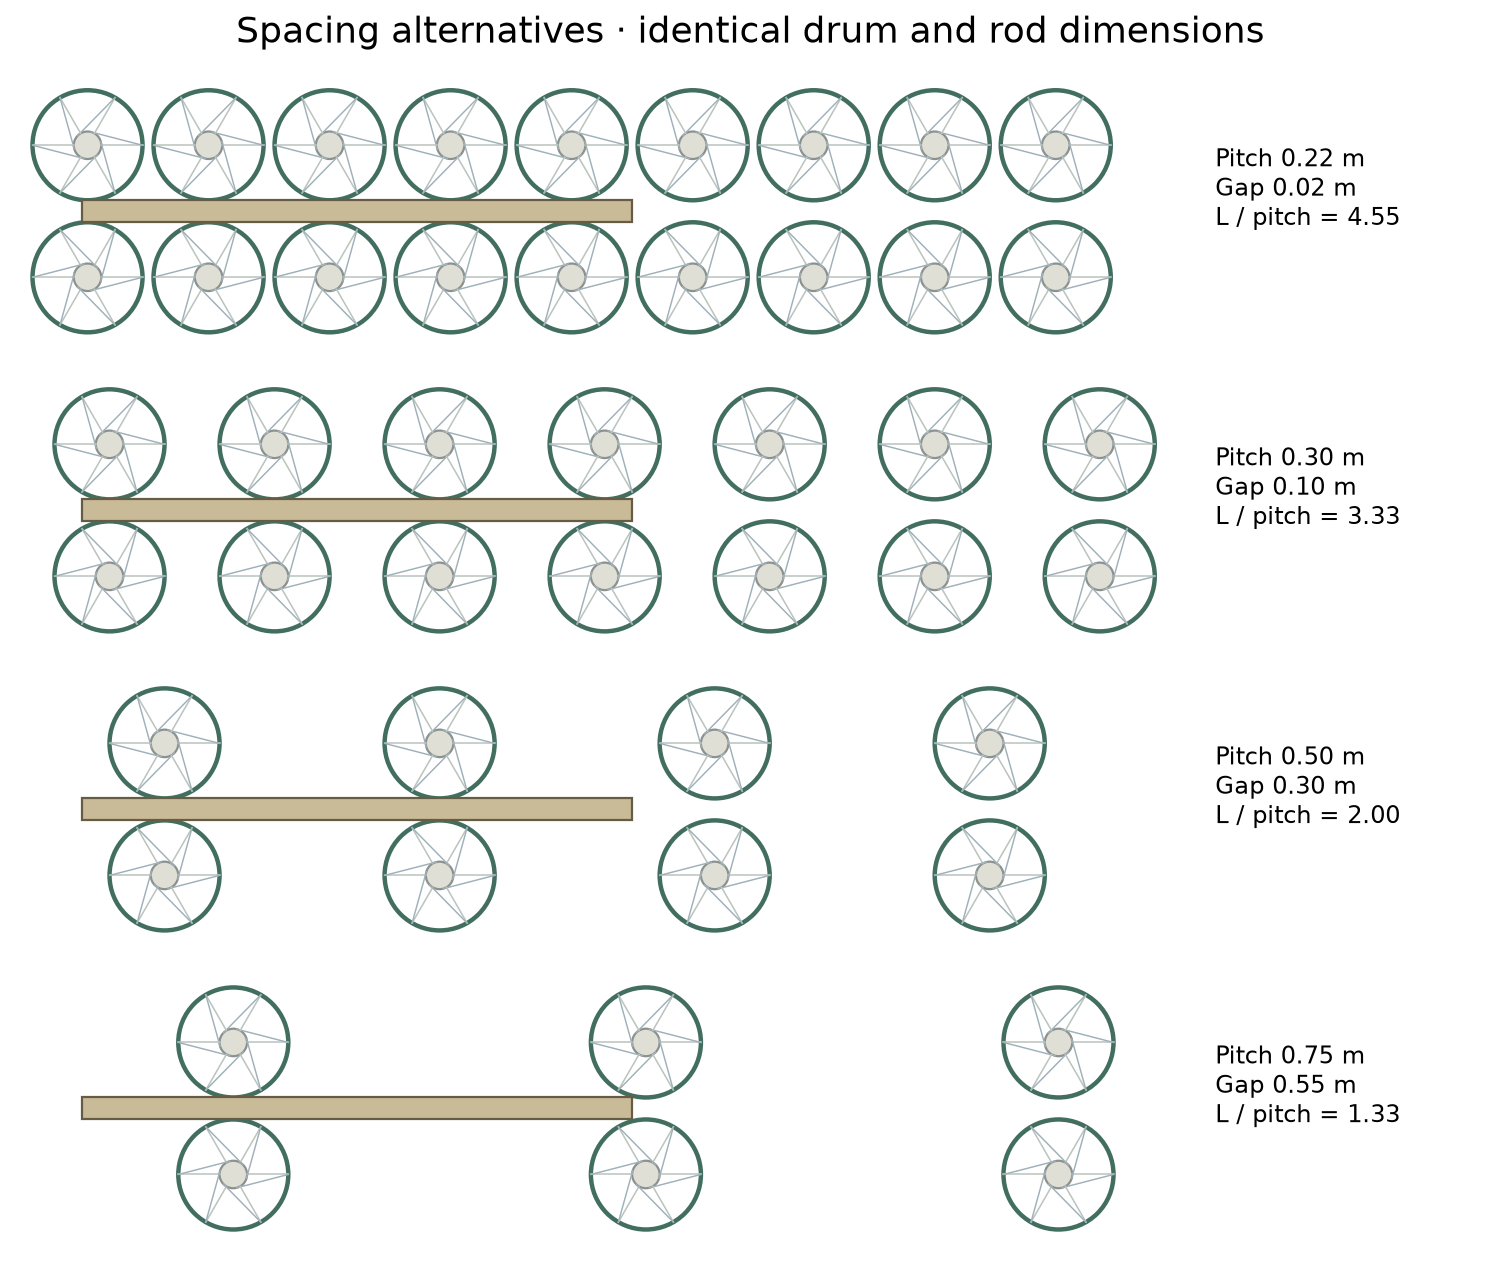 Spacing alternatives · identical drum and rod dimensions
Pitch 0.22 m
Gap 0.02 m
L / pitch = 4.55
Pitch 0.30 m
Gap 0.10 m
L / pitch = 3.33
Pitch 0.50 m
Gap 0.30 m
L / pitch = 2.00
Pitch 0.75 m
Gap 0.55 m
L / pitch = 1.33